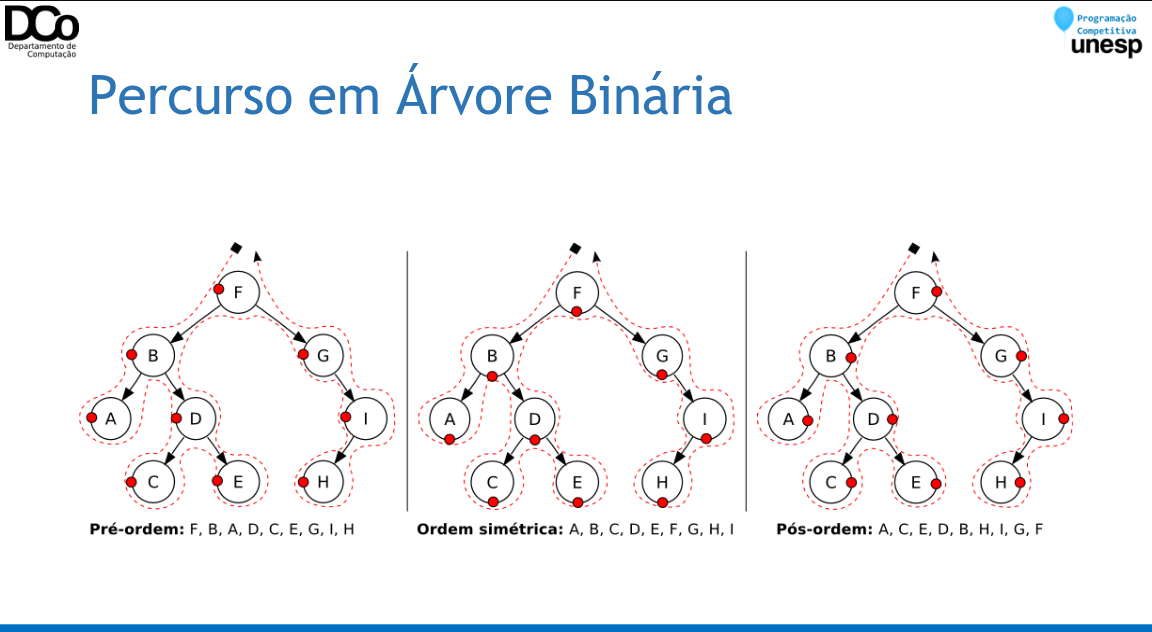 DCo
Departamento de
Computação
Programação
Competitiva
unesp
Percurso em Árvore Binária
F
B
G
A
D
I
C
E
H
Pré-ordem: F, B, A, D, C, E, G, I, H
F
B
G
A
D
I
C
E
H
Ordem simétrica: A, B, C, D, E, F, G, H, I
F
B
G
A
D
I
C
E
H
Pós-ordem: A, C, E, D, B, H, I, G, F